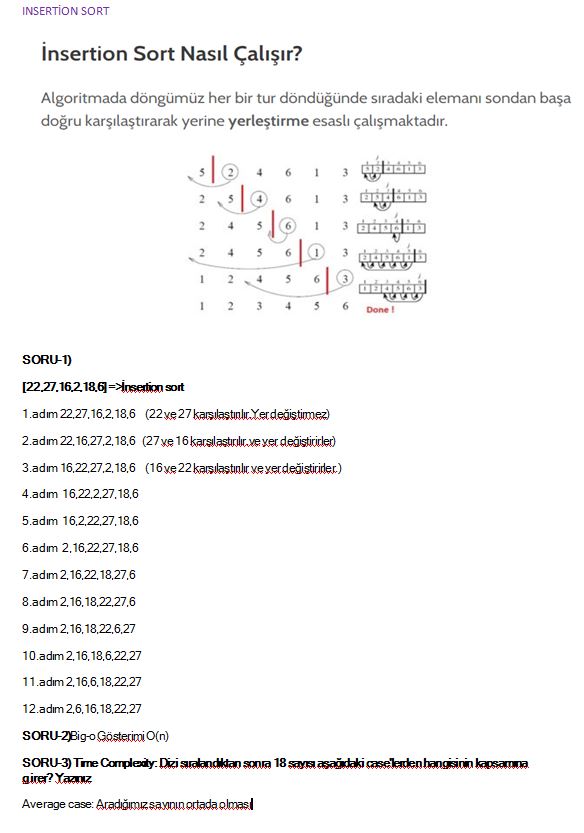 INSERTİON SORT
İnsertion Sort Nasıl Çalışır?
Algoritmada döngümüz her bir tur döndüğünde sıradaki elemanı sondan başa
doğru karşılaştırarak yerine yerleştirme esaslı çalışmaktadır.
5 2 4 6 1 3
2 5 4 6 1 3
2 4 5 6 1 3
2 4 5 6 1 3
1 2 4 5 6 3
1 2 3 4 5 6 Done !
SORU-1)
[22,27,16,2,18,6] =>İnsertion sort
1.adım 22,27,16,2,18,6 (22 ve 27 karşılaştırılır.Yer değiştirmez)
2.adım 22,16,27,2,18,6 (27 ve 16 karşılaştırılır.ve yer değiştirirler)
3.adım 16,22,27,2,18,6 (16 ve 22 karşılaştırılır ve yer değiştirirler.)
4.adım 16,22,2,27,18,6
5.adım 16,2,22,27,18,6
6.adım 2,16,22,27,18,6
7.adım 2,16,22,18,27,6
8.adım 2,16,18,22,27,6
9.adım 2,16,18,22,6,27
10.adım 2,16,18,6,22,27
11.adım 2,16,6,18,22,27
12.adım 2,6,16,18,22,27
SORU-2)Big-o Gösterimi O(n)
SORU-3) Time Complexity: Dizi sıralandıktan sonra 18 sayısı aşağıdaki case'lerden hangisinin kapsamına
girer? Yazınız
Average case: Aradığımız sayının ortada olması